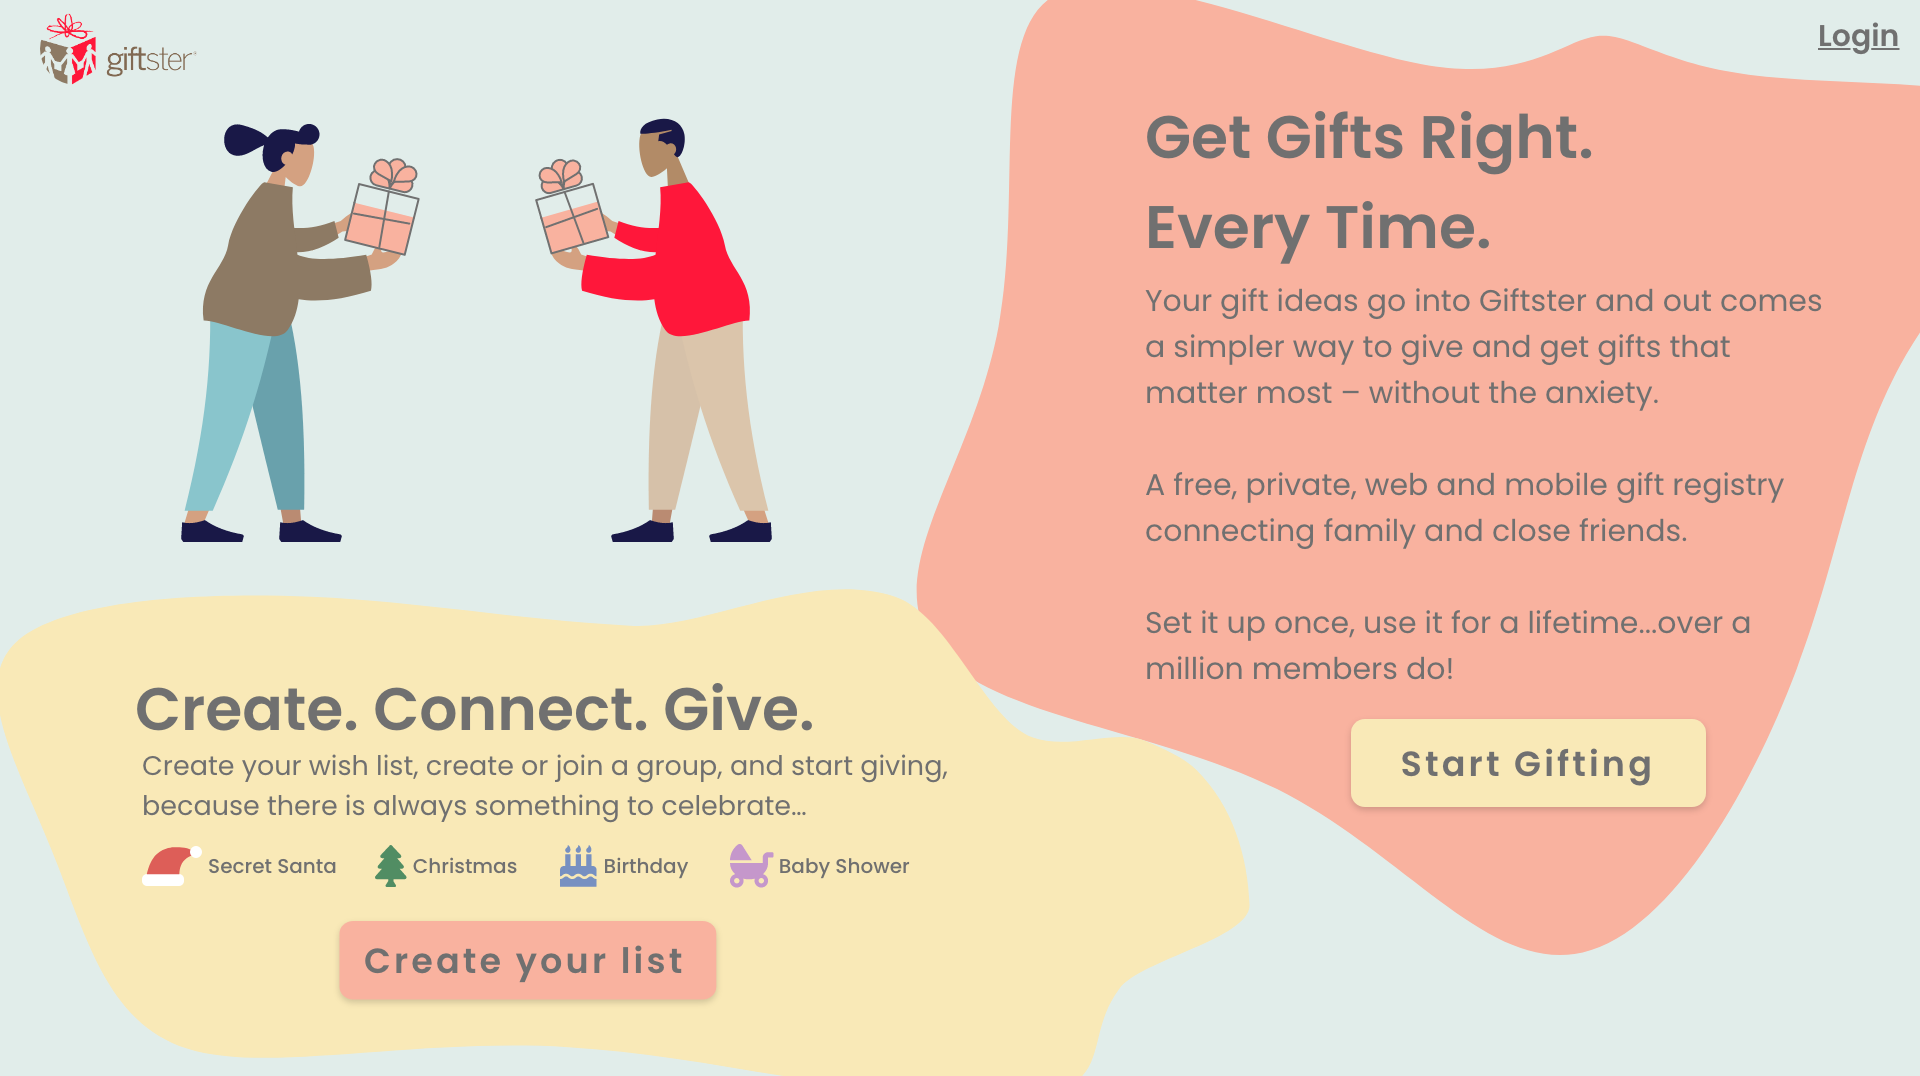 giftster
Login
Get Gifts Right.
Every Time.
Your gift ideas go into Giftster and out comes
a simpler way to give and get gifts that
matter most – without the anxiety.
A free, private, web and mobile gift registry
connecting family and close friends.
Set it up once, use it for a lifetime...over a
million members do!
Start Gifting
Create. Connect. Give.
Create your wish list, create or join a group, and start giving,
because there is always something to celebrate...
Secret Santa
Christmas
Birthday
Baby Shower
Create your list